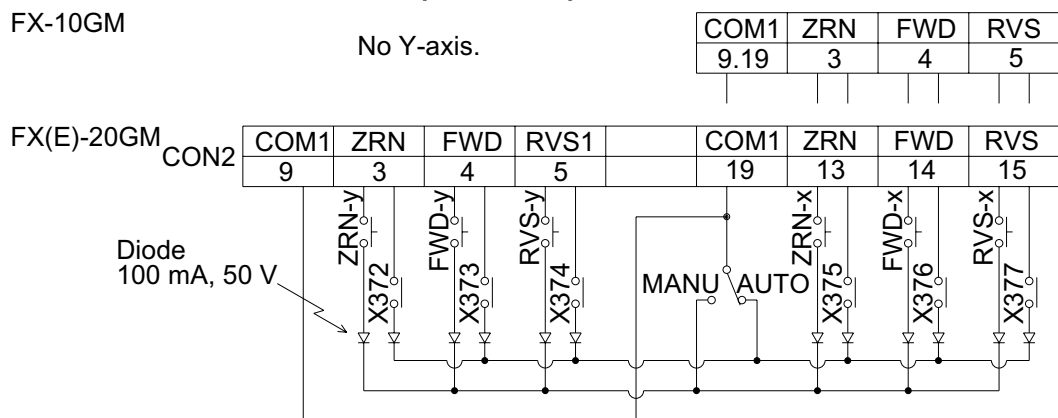 FX-10GM
No Y-axis.
COM1 ZRN FWD RVS
9.19 3 4 5
FX(E)-20GM
CON2
COM1 ZRN FWD RVS1 COM1 ZRN FWD RVS
9 3 4 5 19 13 14 15
ZRN-y
FWD-y
RVS-y
ZRN-x
FWD-x
RVS-x
Diode
100 mA, 50 V
X372
X373
X374
MANU AUTO
X375
X376
X377